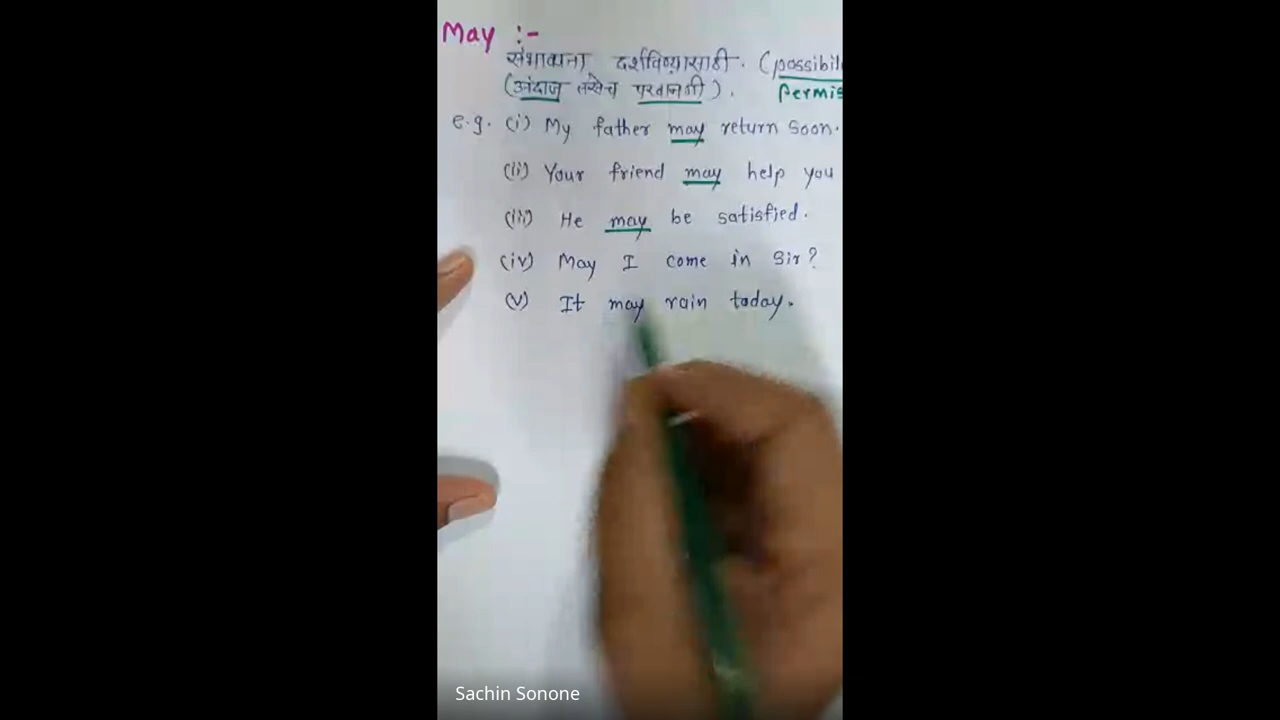 May :-
संभावना दर्शविण्यासाठी. (possibil
(अंदाज तसेच परवानगी). Permis
e.g. (i) My father may return soon.
(ii) Your friend may help you
(iii) He may be satisfied.
(iv) May I come in Sir?
(v) It may rain today.
Sachin Sonone